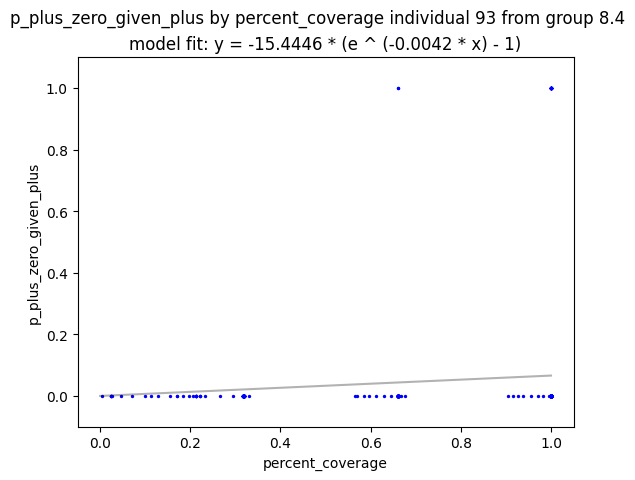 p_plus_zero_given_plus by percent_coverage individual 93 from group 8.4
model fit: y = -15.4446 * (e ^ (-0.0042 * x) - 1)
1.0
0.8
0.6
0.4
0.2
0.0
p_plus_zero_given_plus
0.0 0.2 0.4 0.6 0.8 1.0
percent_coverage